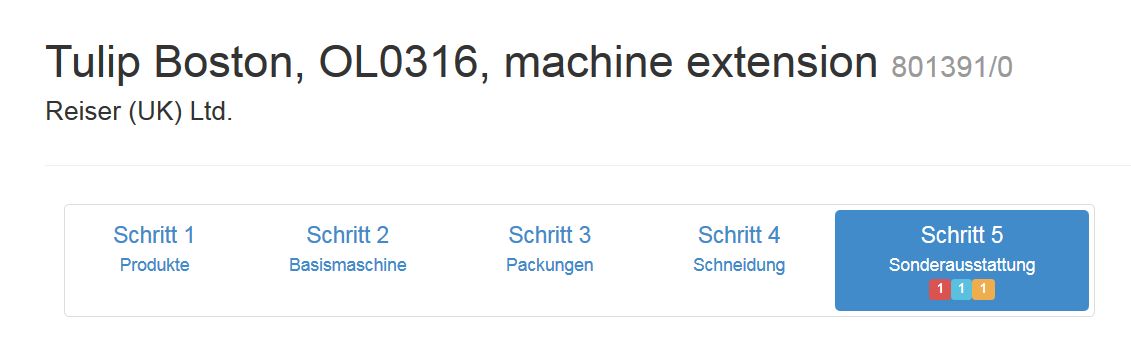 Tulip Boston, OL0316, machine extension 801391/0
Reiser (UK) Ltd.
Schritt 1
Produkte
Schritt 2
Basismaschine
Schritt 3
Packungen
Schritt 4
Schneidung
Schritt 5
Sonderausstattung
1 1 1